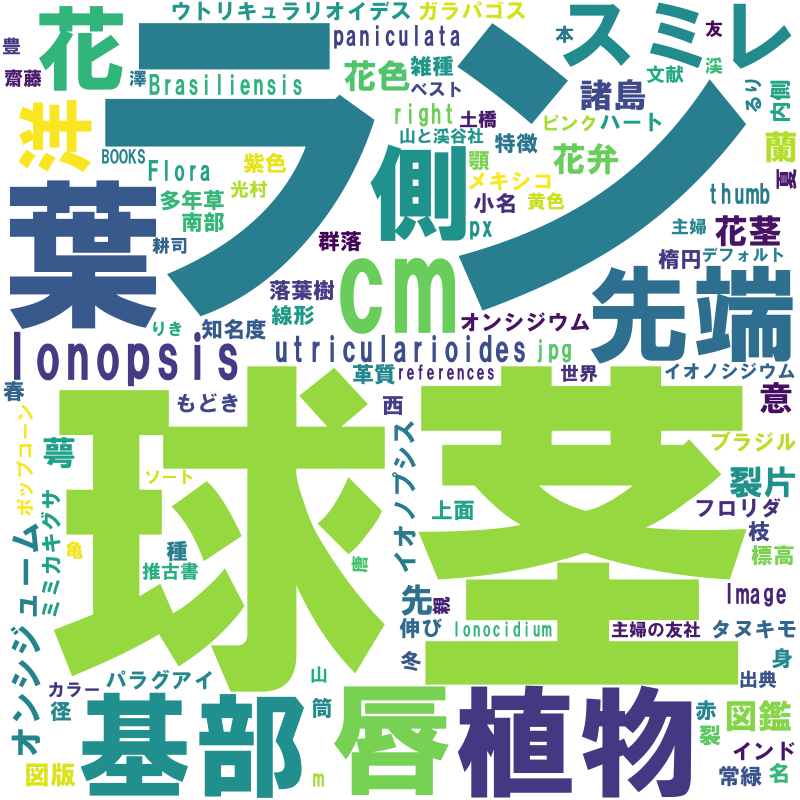 ウトリキュラリオイデス
ガラパゴス
本
友
豊
花
ラン
スミレ
paniculata
雑種
文献
渓
齋藤
澤
Brasiliensis
花色
ベスト
諸島
るり
内側
洋
right
土橋
ピンク
ハート
BOOKS
Flora
紫色
側
顎
山と渓谷社
特徴
花弁
蘭
葉
多年草
光村
メキシコ
黄色
thumb
夏
南部
小名
px
主婦
花茎
耕司
群落
cm
楕円
デフォルト
落葉樹
先端
りき
知名度
線形
オンシジウム
Ionopsis
utricularioides
jpg
春
革質
references
世界
イオノシジウム
もどき
西
球茎
意
ポップコーン
萼
ソート
イオノプシス
ブラジル
裂片
オンシジューム
ミミカキグサ
上面
フロリダ
亀
種
枝
推古書
唐
標高
先
親
Image
伸び
Ionocidium
主婦の友社
タヌキモ
冬
身
パラグアイ
山
出典
カラー
径
基部
筒
唇
植物
赤
図鑑
裂
インド
図版
m
常緑
名